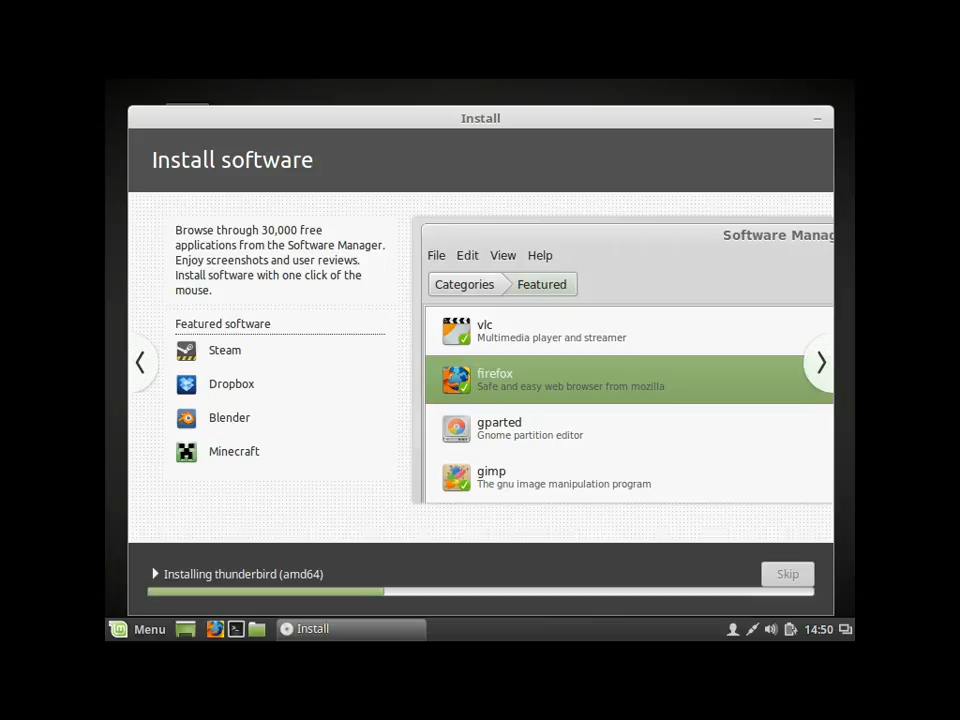 Install
Install software
Browse through 30,000 free
applications from the Software Manager.
Enjoy screenshots and user reviews.
Install software with one click of the
mouse.
Featured software
Steam
Dropbox
Blender
Minecraft
Software Manag
File Edit View Help
Categories Featured
vlc
Multimedia player and streamer
firefox
Safe and easy web browser from mozilla
gparted
Gnome partition editor
gimp
The gnu image manipulation program
Installing thunderbird (amd64)
Skip
Menu
Install
14:50